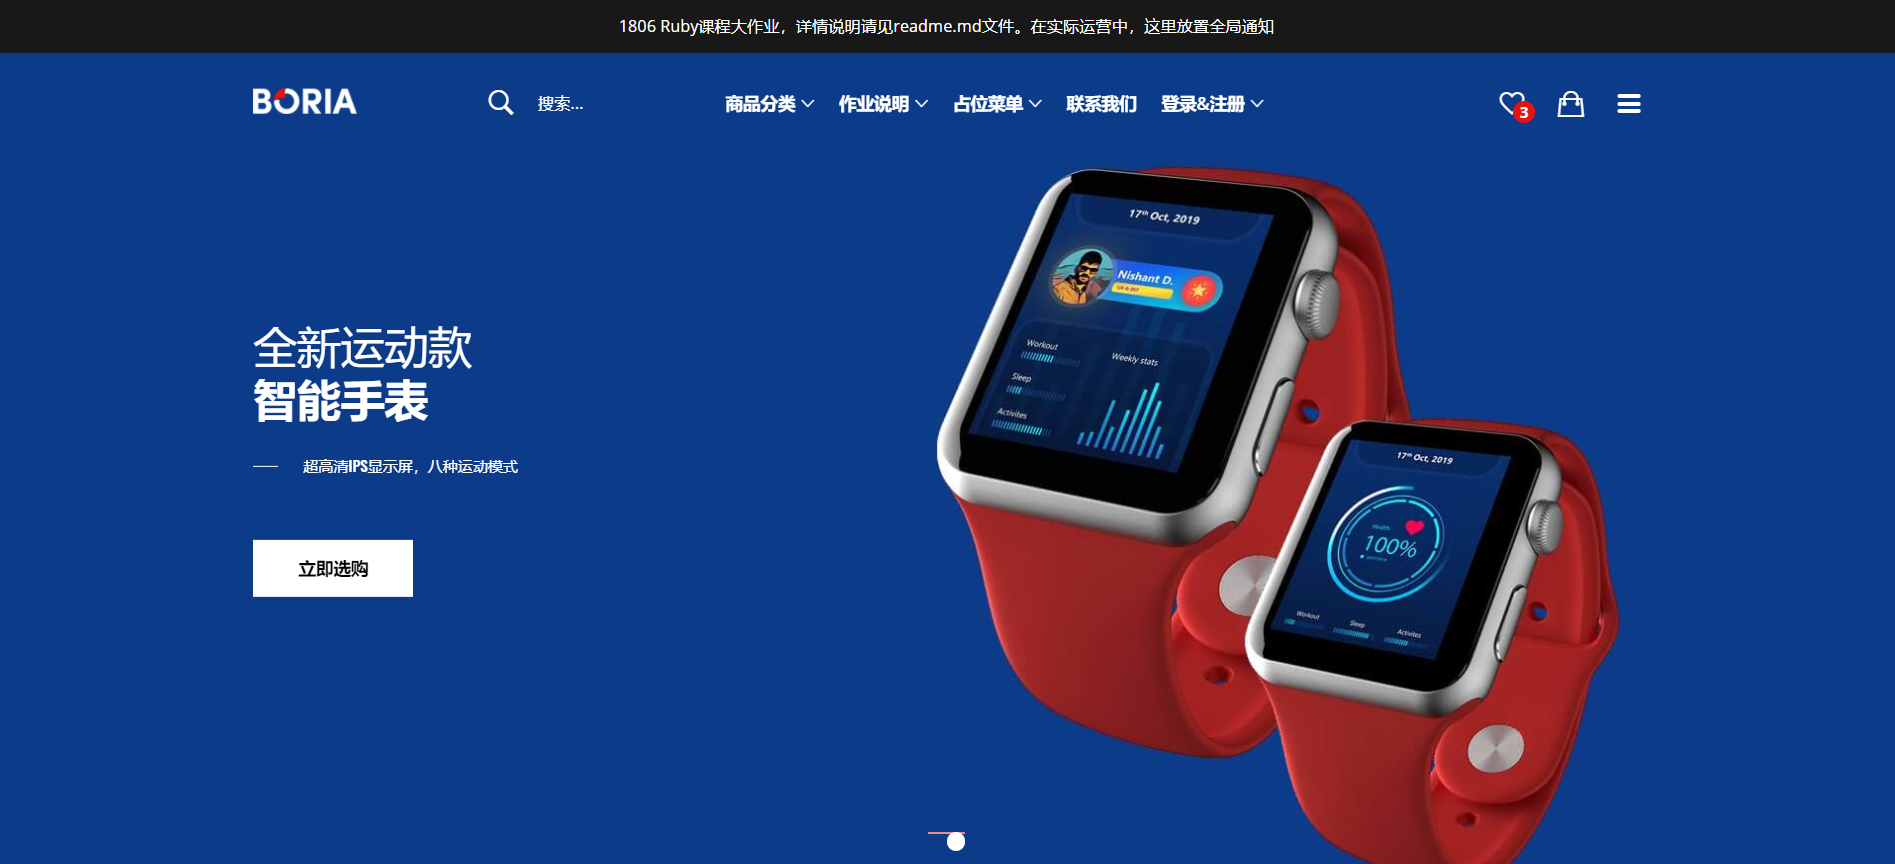 1806 Ruby课程大作业，详情说明请见readme.md文件。在实际运营中，这里放置全局通知
BORIA
搜索...
商品分类
作业说明
占位菜单
联系我们
登录&注册
3
全新运动款
智能手表
超高清IPS显示屏，八种运动模式
立即选购
17th Oct, 2019
Nishant D.
Workout
Weekly stats
Sleep
Activites
17th Oct, 2019
Health
100%
Workout
Sleep
Activites